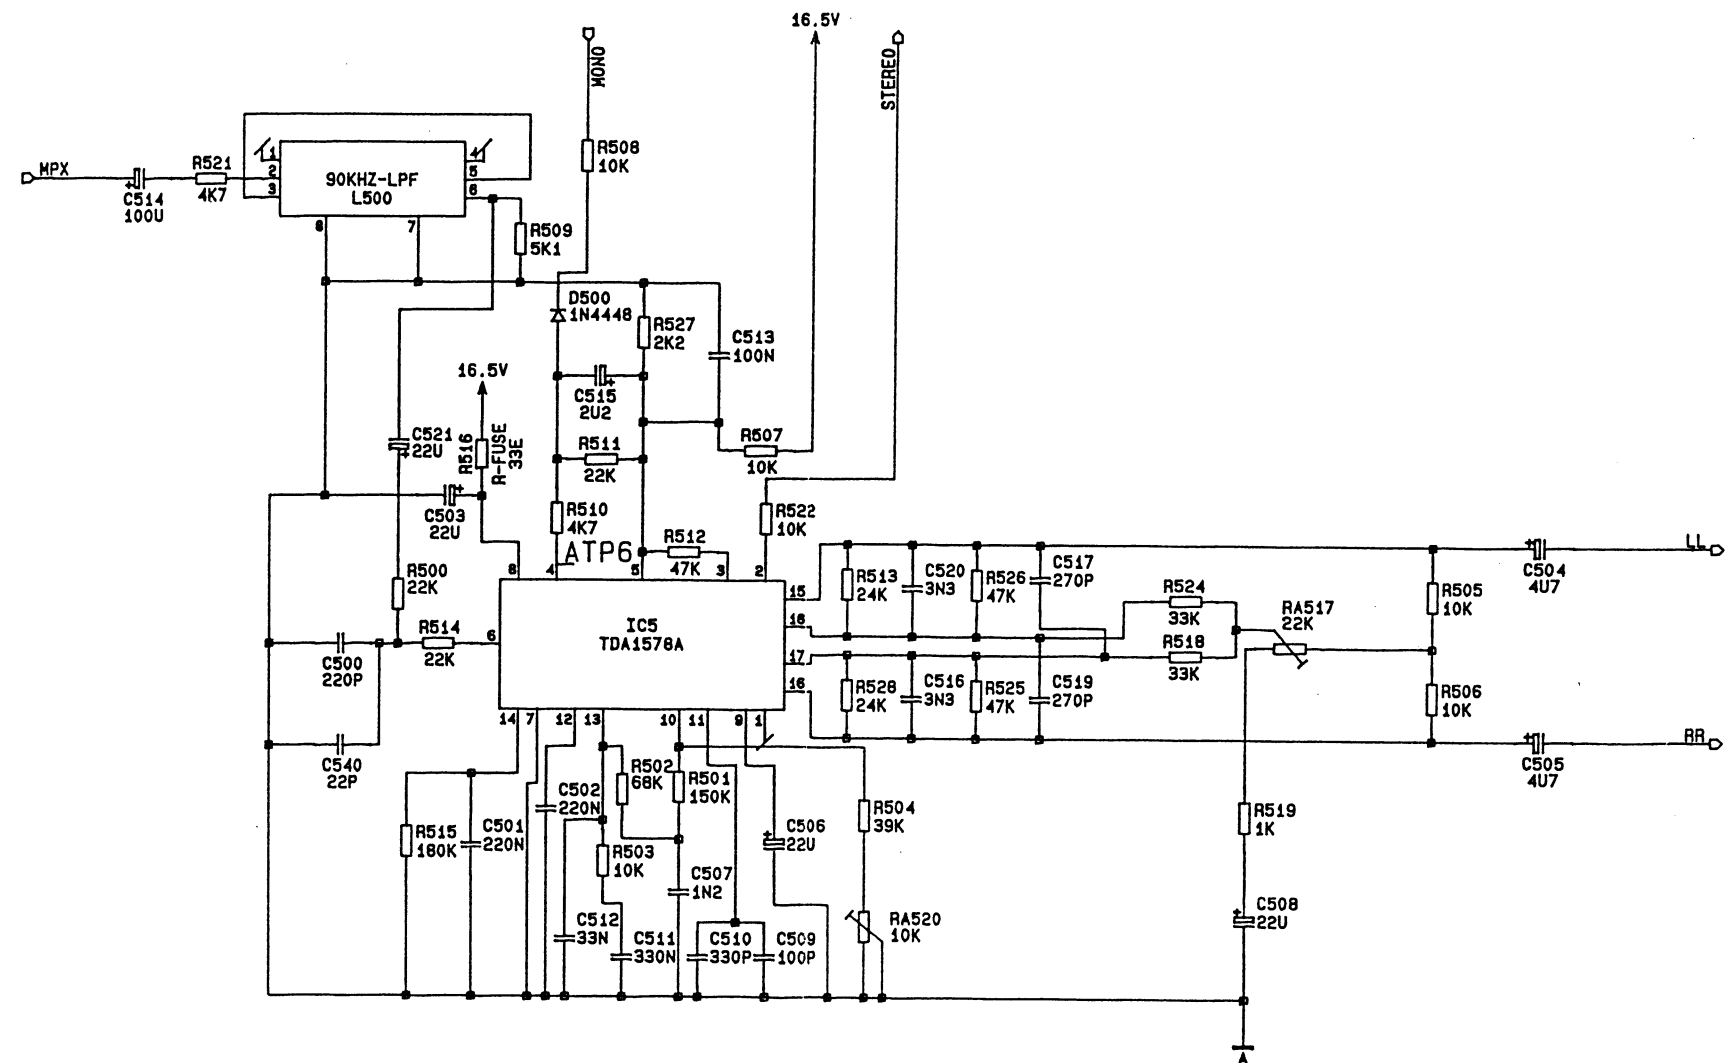 16.5V
MONO
STEREO
MPX
C514
100U
R521
4K7
1
2
3
4
5
6
90KHZ-LPF
L500
8
7
R509
5K1
R508
10K
D500
1N4448
R527
2K2
C513
100N
16.5V
C515
2U2
C521
22U
R516
R-FUSE
33E
R511
22K
R507
10K
C503
22U
R510
4K7
R522
10K
ATP6
R512
47K
8
4
5
3
2
R500
22K
R514
22K
6
C500
220P
C540
22P
IC5
TDA1578A
15
18
17
16
R513
24K
C520
3N3
R526
47K
C517
270P
R524
33K
R518
33K
RA517
22K
R528
24K
C516
3N3
R525
47K
C519
270P
C504
4U7
LL
R505
10K
R506
10K
C505
4U7
RR
14
7
12
13
10
11
9
1
R515
180K
C501
220N
C502
220N
R502
68K
R501
150K
R503
10K
C507
1N2
C506
22U
R504
39K
RA520
10K
C512
33N
C511
330N
C510
330P
C509
100P
R519
1K
C508
22U
A